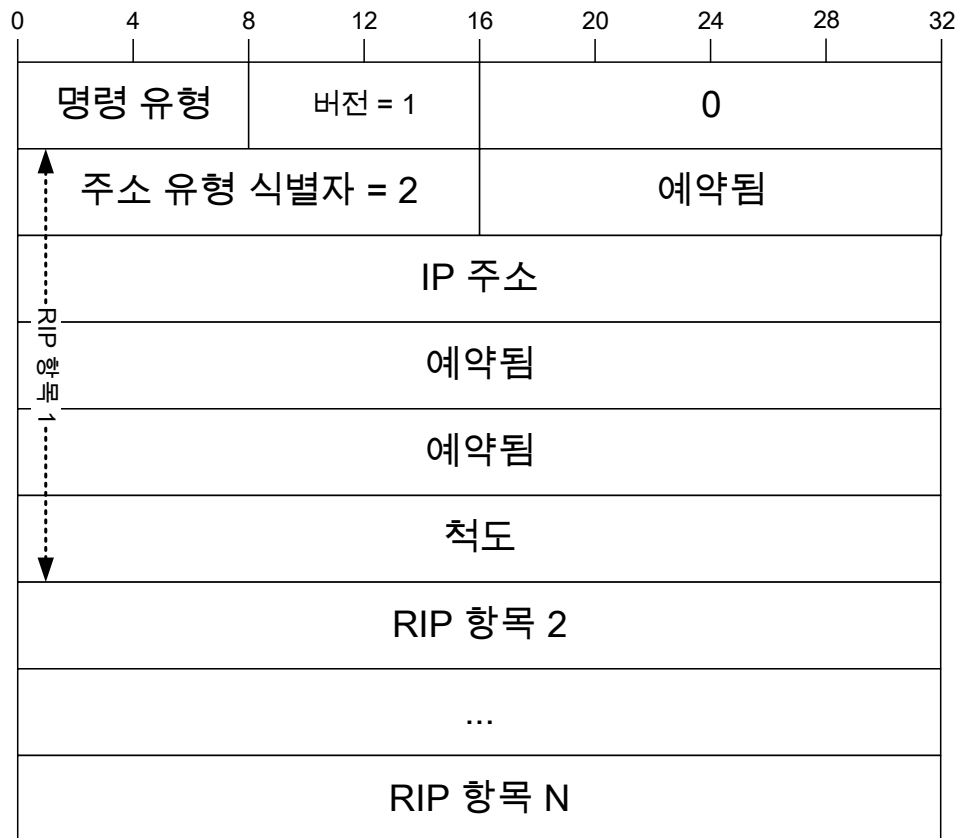 0 4 8 12 16 20 24 28 32
명령 유형 버전 = 1 0
주소 유형 식별자 = 2 예약됨
IP 주소
예약됨
예약됨
척도
RIP 항목 1
RIP 항목 2
...
RIP 항목 N